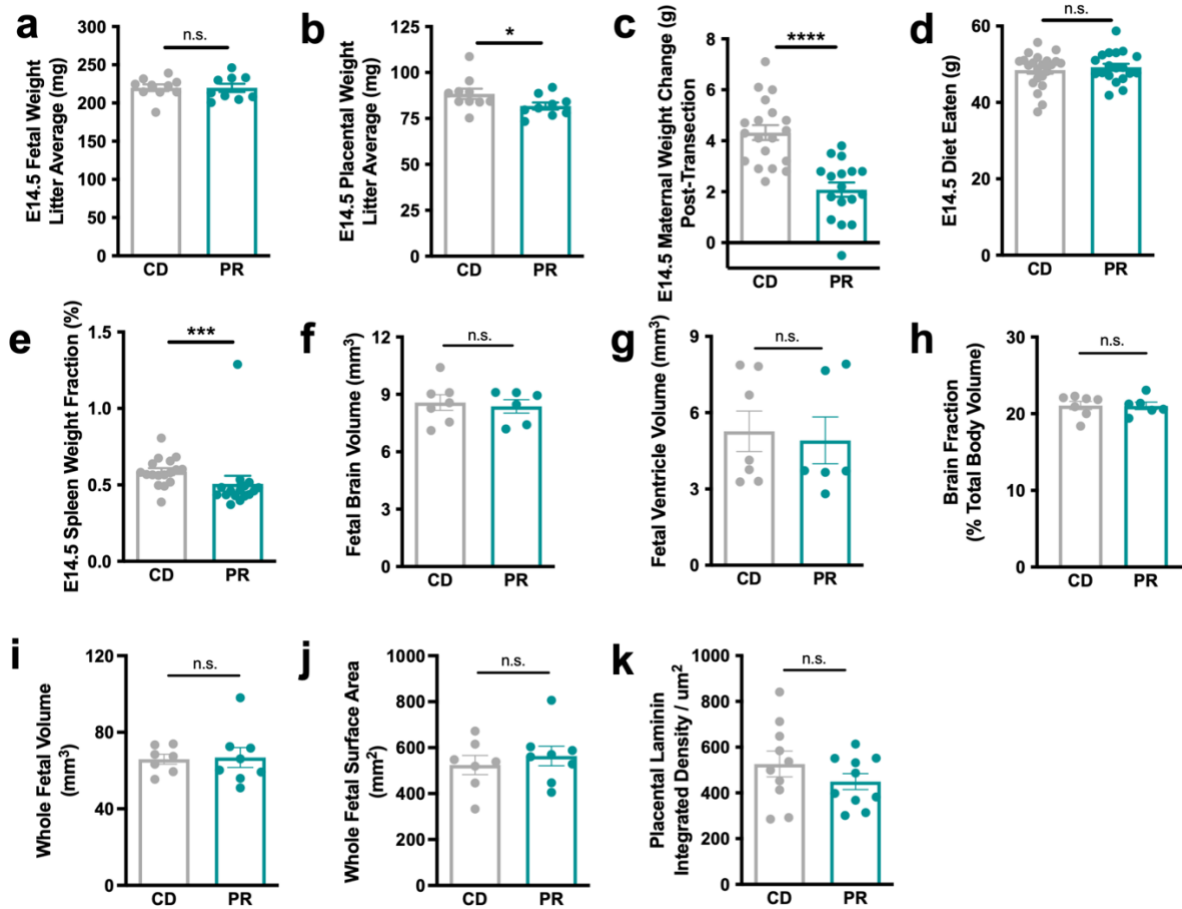 a
n.s.
E14.5 Fetal Weight
Litter Average (mg)
300
250
200
150
100
50
0
CD PR
b
*
E14.5 Placental Weight
Litter Average (mg)
125
100
75
50
25
0
CD PR
c
****
E14.5 Maternal Weight Change (g)
Post-Transection
8
6
4
2
0
CD PR
d
n.s.
E14.5 Diet Eaten (g)
60
40
20
0
CD PR
e
***
E14.5 Spleen Weight Fraction (%)
1.5
1.0
0.5
0.0
CD PR
f
n.s.
Fetal Brain Volume (mm3)
12
9
6
3
0
CD PR
g
n.s.
Fetal Ventricle Volume (mm3)
9
6
3
0
CD PR
h
n.s.
Brain Fraction
(% Total Body Volume)
30
20
10
0
CD PR
i
n.s.
Whole Fetal Volume
(mm3)
120
80
40
0
CD PR
j
n.s.
Whole Fetal Surface Area
(mm2)
1000
800
600
400
200
0
CD PR
k
n.s.
Placental Laminin
Integrated Density / um2
1000
800
600
400
200
0
CD PR